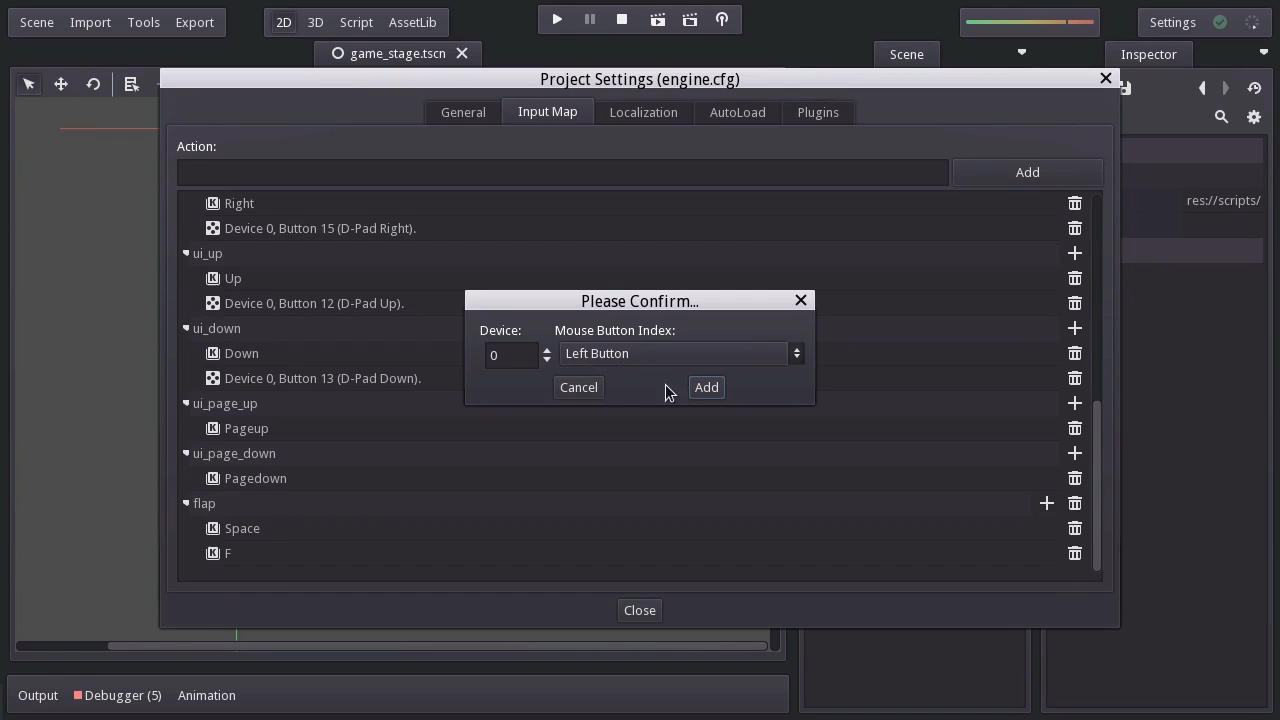 Scene Import Tools Export 2D 3D Script AssetLib Settings
game_stage.tscn Scene Inspector
Project Settings (engine.cfg)
General Input Map Localization AutoLoad Plugins
Action:
Add
Right
res://scripts/
Device 0, Button 15 (D-Pad Right).
ui_up
Up
Device 0, Button 12 (D-Pad Up).
ui_down
Down
Device 0, Button 13 (D-Pad Down).
Please Confirm...
Device: Mouse Button Index:
0 Left Button
Cancel Add
ui_page_up
Pageup
ui_page_down
Pagedown
flap
Space
F
Close
Output Debugger (5) Animation